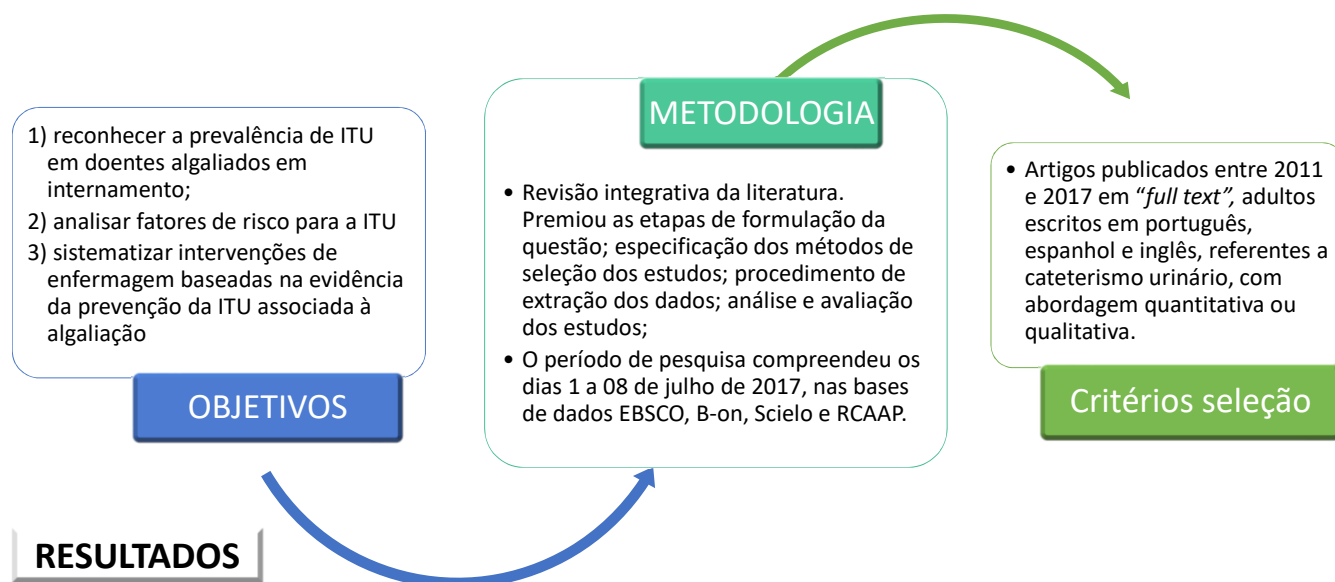 1) reconhecer a prevalência de ITU
em doentes algaliados em
internamento;
2) analisar fatores de risco para a ITU
3) sistematizar intervenções de
enfermagem baseadas na evidência
da prevenção da ITU associada à
algaliação
OBJETIVOS
METODOLOGIA
• Revisão integrativa da literatura.
Premiou as etapas de formulação da
questão; especificação dos métodos de
seleção dos estudos; procedimento de
extração dos dados; análise e avaliação
dos estudos;
• O período de pesquisa compreendeu os
dias 1 a 08 de julho de 2017, nas bases
de dados EBSCO, B-on, Scielo e RCAAP.
• Artigos publicados entre 2011
e 2017 em “full text”, adultos
escritos em português,
espanhol e inglês, referentes a
cateterismo urinário, com
abordagem quantitativa ou
qualitativa.
Critérios seleção
RESULTADOS